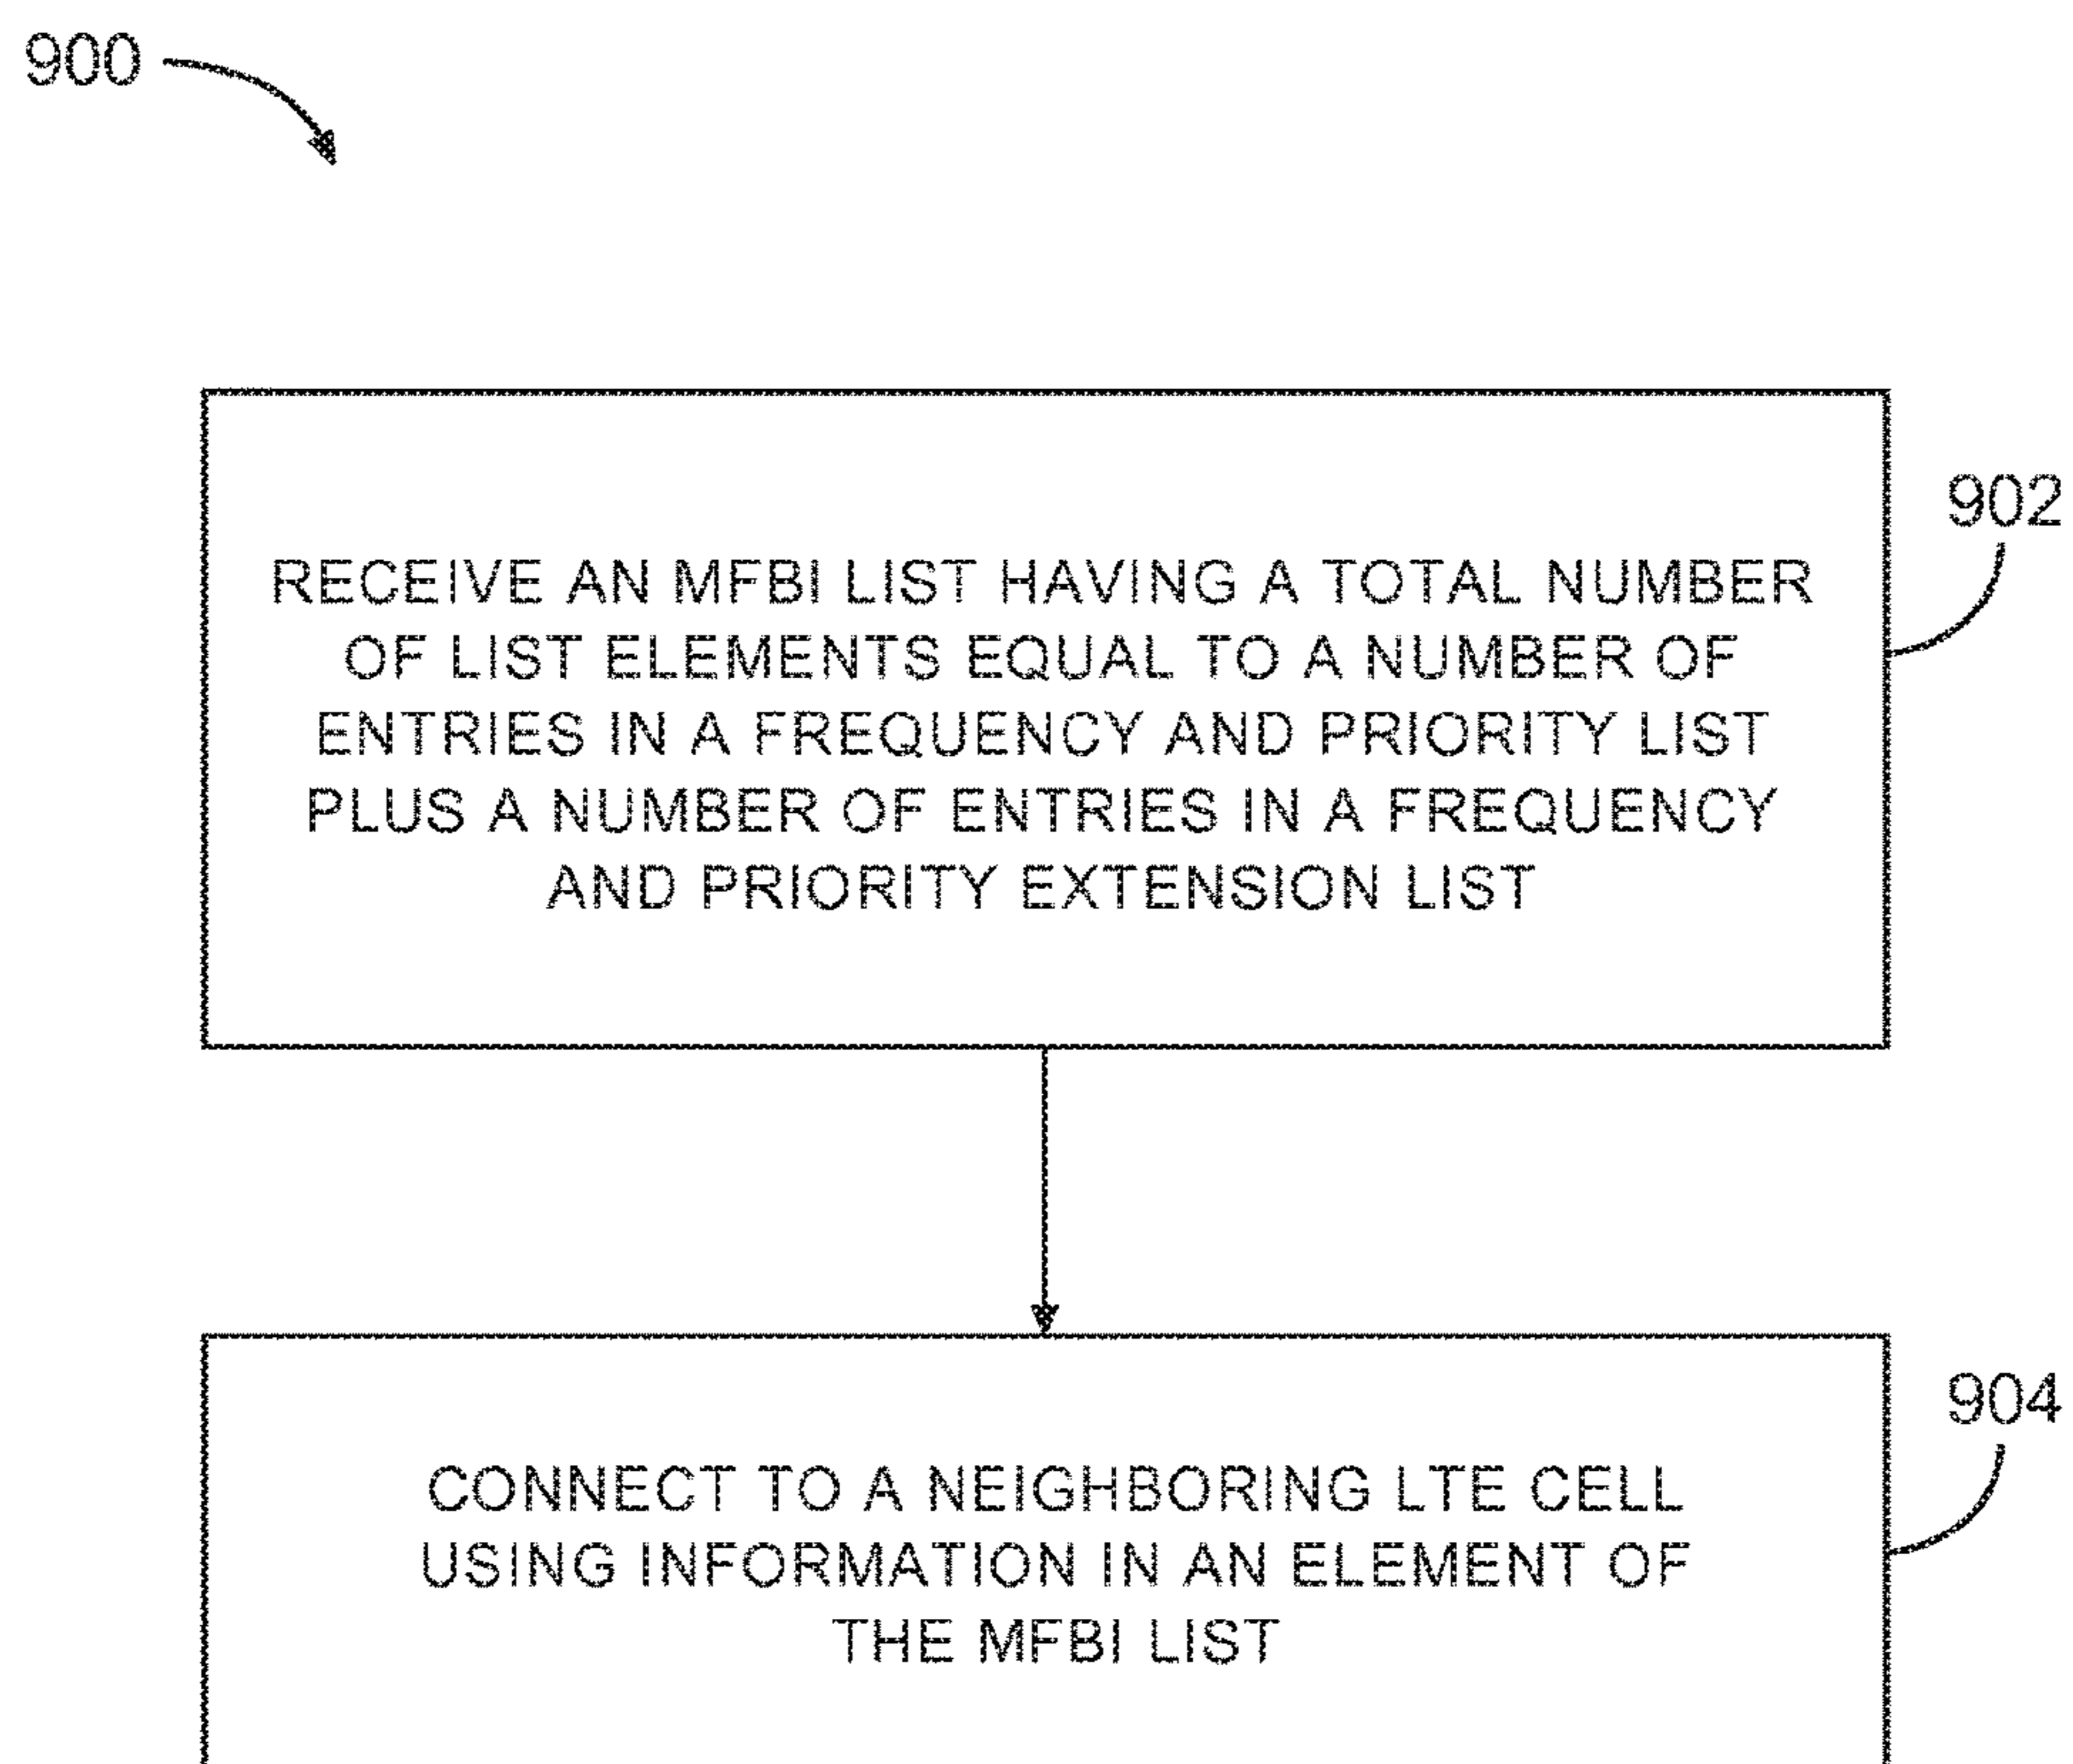 900
902
RECEIVE AN MFBI LIST HAVING A TOTAL NUMBER
OF LIST ELEMENTS EQUAL TO A NUMBER OF
ENTRIES IN A FREQUENCY AND PRIORITY LIST
PLUS A NUMBER OF ENTRIES IN A FREQUENCY
AND PRIORITY EXTENSION LIST
904
CONNECT TO A NEIGHBORING LTE CELL
USING INFORMATION IN AN ELEMENT OF
THE MFBI LIST